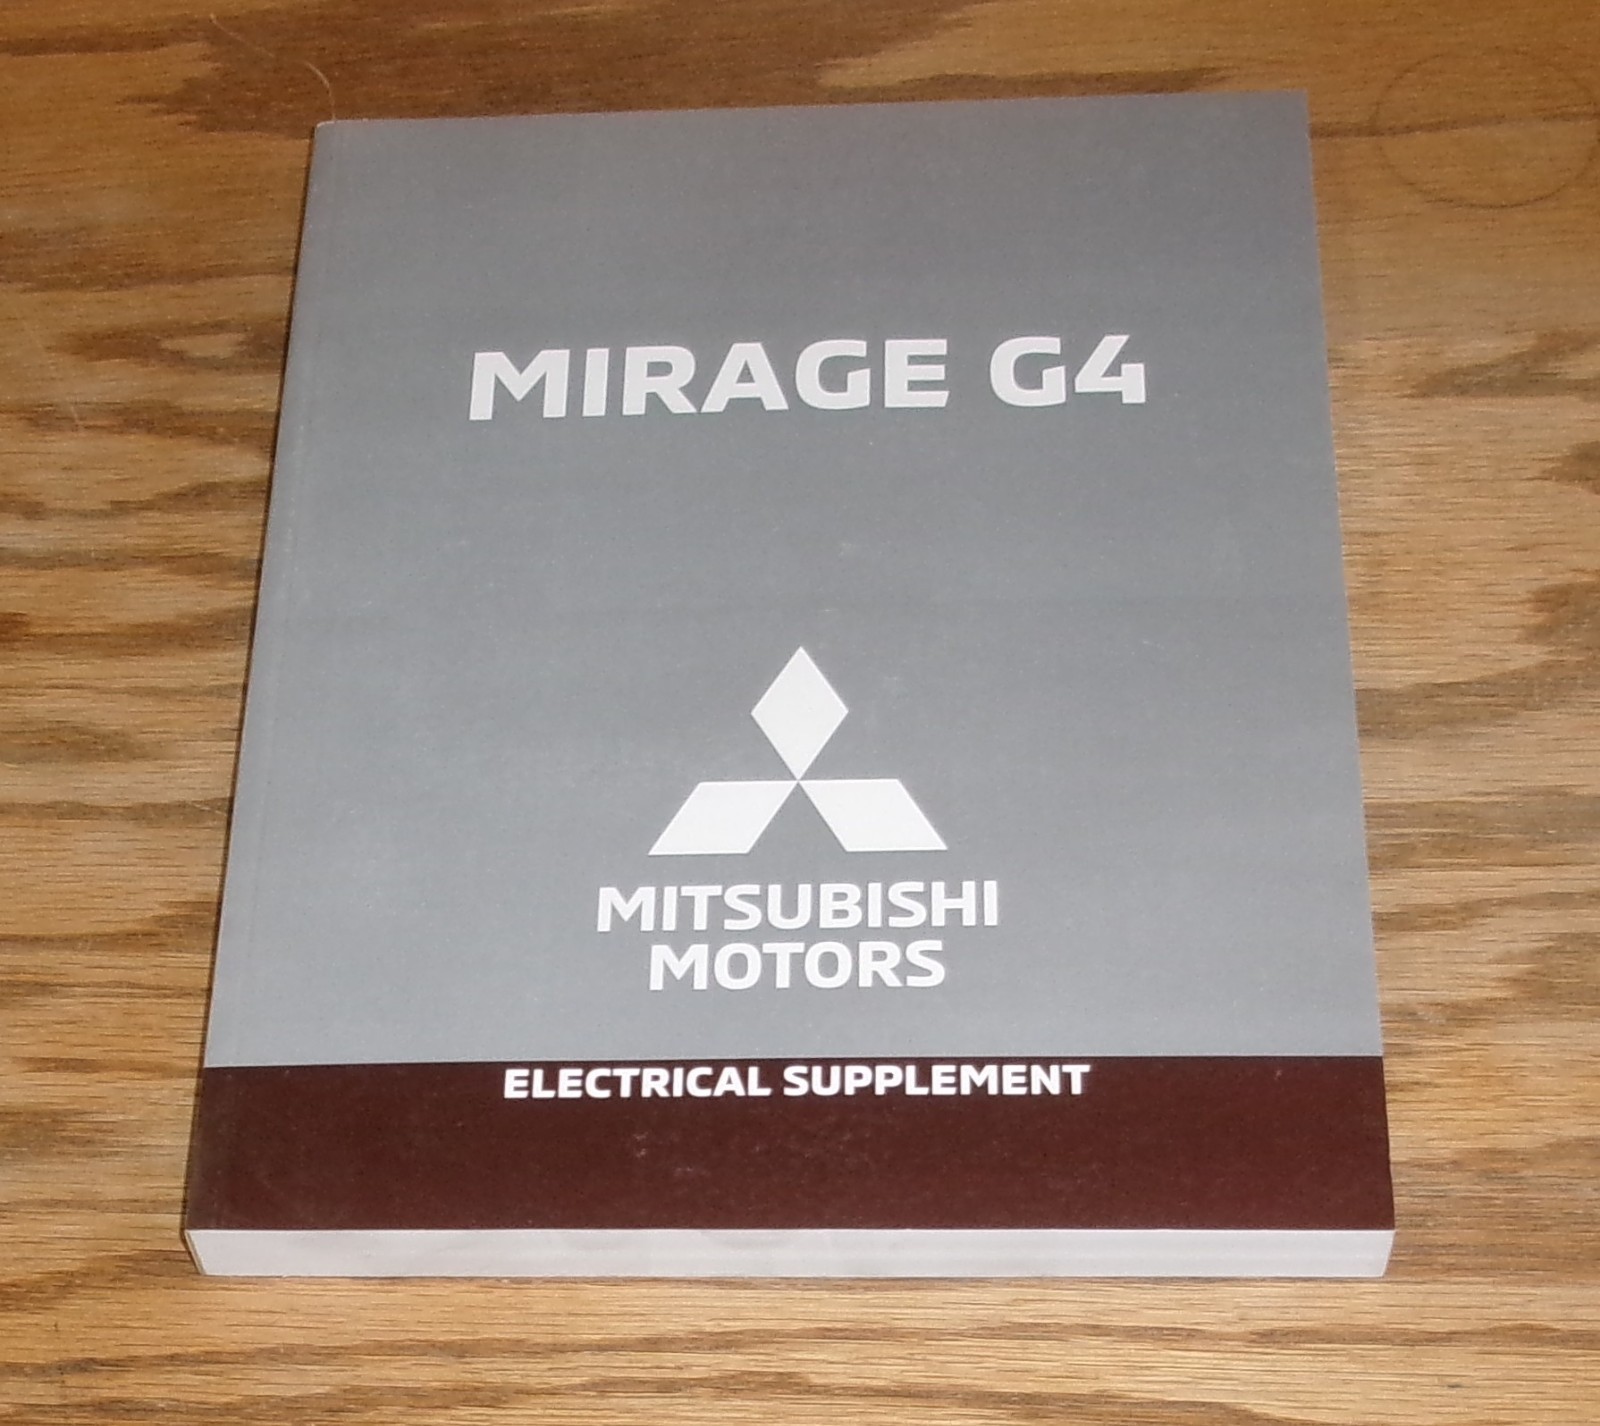 MIRAGE G4
MITSUBISHI
MOTORS
ELECTRICAL SUPPLEMENT